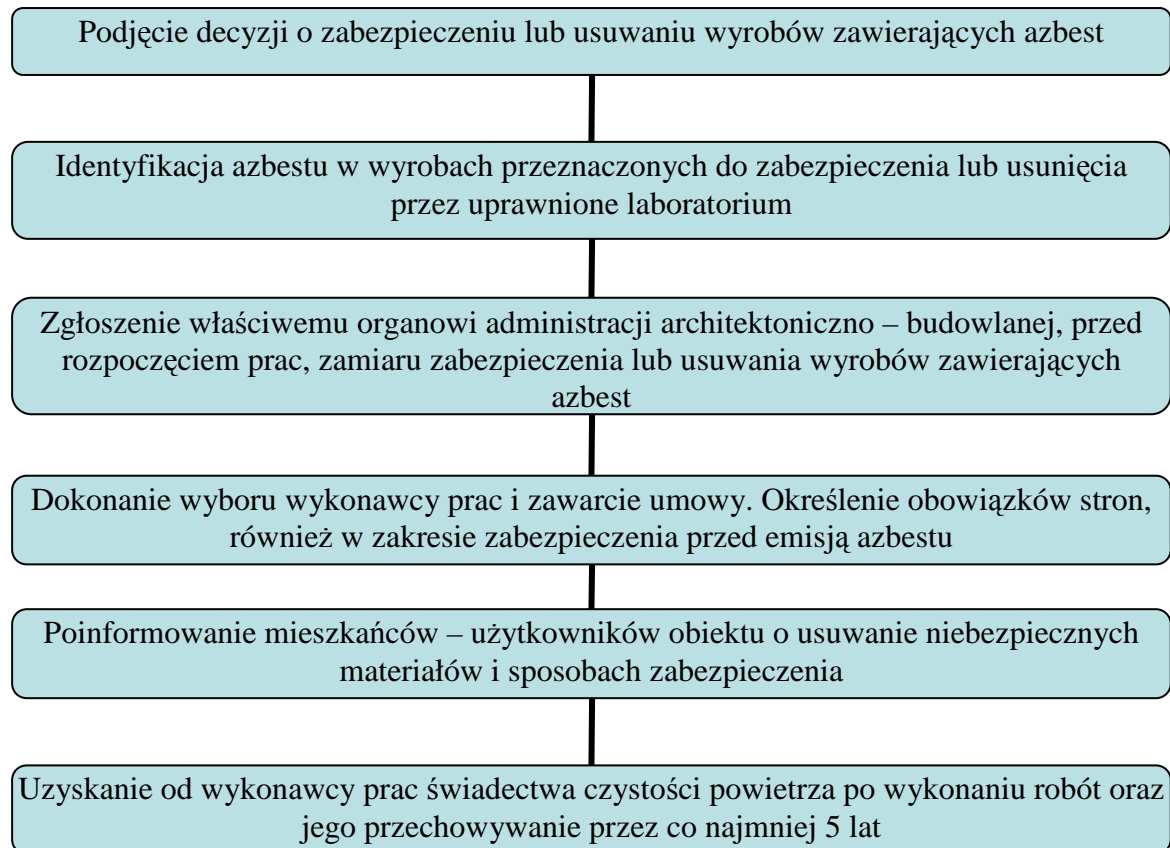 Podjęcie decyzji o zabezpieczeniu lub usuwaniu wyrobów zawierających azbest
Identyfikacja azbestu w wyrobach przeznaczonych do zabezpieczenia lub usunięcia
przez uprawnione laboratorium
Zgłoszenie właściwemu organowi administracji architektoniczno – budowlanej, przed
rozpoczęciem prac, zamiaru zabezpieczenia lub usuwania wyrobów zawierających
azbest
Dokonanie wyboru wykonawcy prac i zawarcie umowy. Określenie obowiązków stron,
również w zakresie zabezpieczenia przed emisją azbestu
Poinformowanie mieszkańców – użytkowników obiektu o usuwanie niebezpiecznych
materiałów i sposobach zabezpieczenia
Uzyskanie od wykonawcy prac świadectwa czystości powietrza po wykonaniu robót oraz
jego przechowywanie przez co najmniej 5 lat